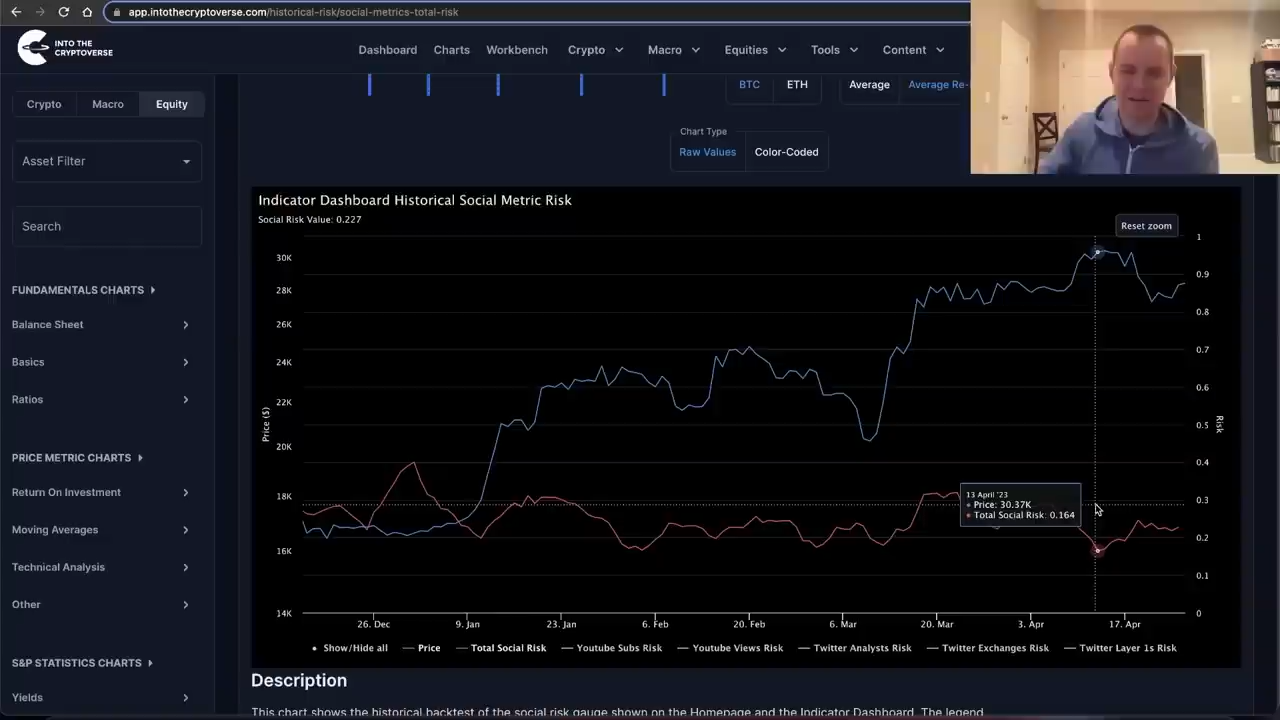 app.intothecryptoverse.com/historical-risk/social-metrics-total-risk
INTO THE
CRYPTOVERSE
Dashboard Charts Workbench Crypto Macro Equities Tools Content
Crypto Macro Equity
BTC ETH Average Average Re-
Asset Filter
Chart Type
Raw Values Color-Coded
Search
Indicator Dashboard Historical Social Metric Risk
Social Risk Value: 0.227
Reset zoom
FUNDAMENTALS CHARTS
Balance Sheet
Basics
Ratios
PRICE METRIC CHARTS
Return On Investment
Moving Averages
Technical Analysis
Other
S&P STATISTICS CHARTS
Yields
Price ($)
30K
28K
26K
24K
22K
20K
18K
16K
14K
13 April '23
Price: 30.37K
Total Social Risk: 0.164
1
0.9
0.8
0.7
0.6
0.5
0.4
0.3
0.2
0.1
0
Risk
26. Dec 9. Jan 23. Jan 6. Feb 20. Feb 6. Mar 20. Mar 3. Apr 17. Apr
Show/Hide all Price Total Social Risk Youtube Subs Risk Youtube Views Risk Twitter Analysts Risk Twitter Exchanges Risk Twitter Layer 1s Risk
Description
This chart shows the historical backtest of the social risk gauge shown on the Homepage and the Indicator Dashboard. The legend